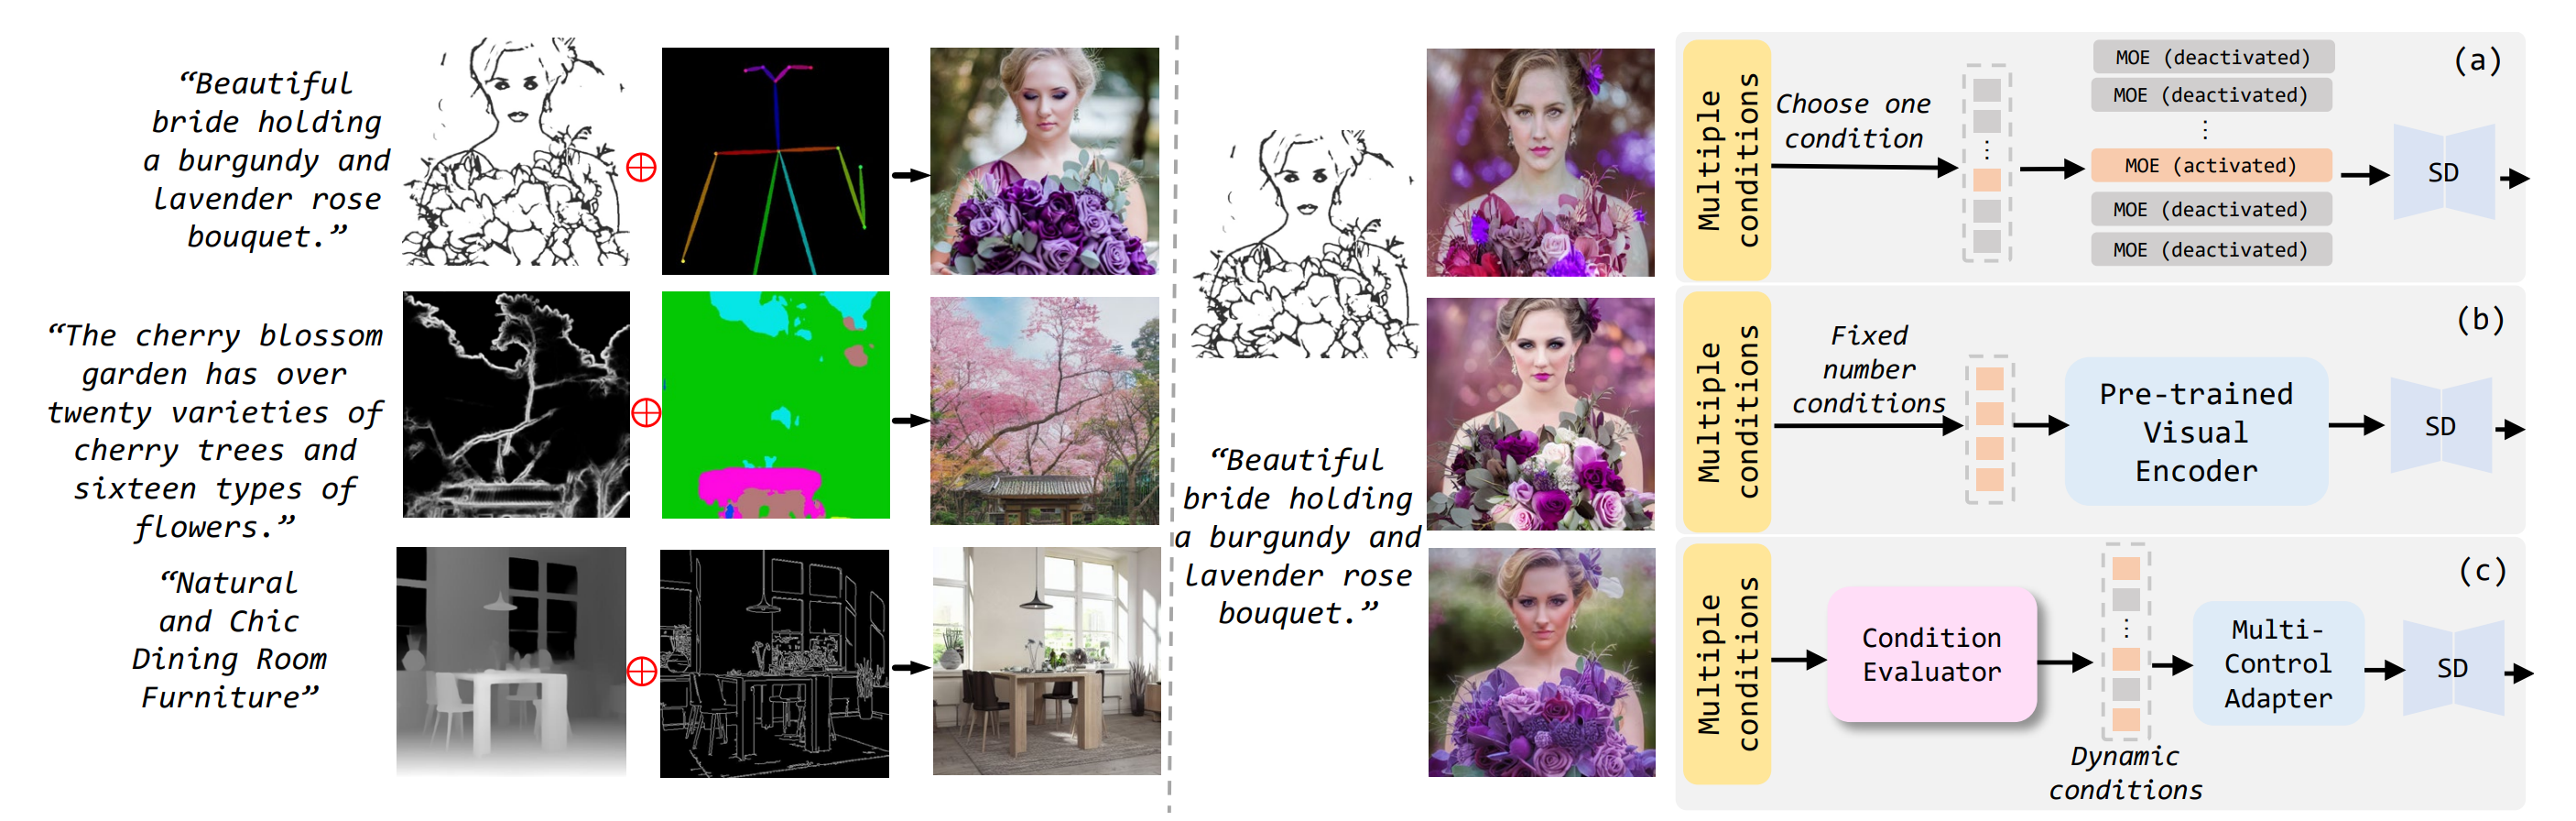 “Beautiful
bride holding
a burgundy and
lavender rose
bouquet.”
“The cherry blossom
garden has over
twenty varieties of
cherry trees and
sixteen types of
flowers.”
“Natural
and Chic
Dining Room
Furniture”
“Beautiful
bride holding
a burgundy and
lavender rose
bouquet.”
Multiple
conditions
Choose one
condition
MOE (deactivated)
MOE (deactivated)
⋮
⋮
MOE (activated)
MOE (deactivated)
MOE (deactivated)
SD
(a)
Multiple
conditions
Fixed
number
conditions
Pre-trained
Visual
Encoder
SD
(b)
Multiple
conditions
Condition
Evaluator
⋮
Dynamic
conditions
Multi-
Control
Adapter
SD
(c)